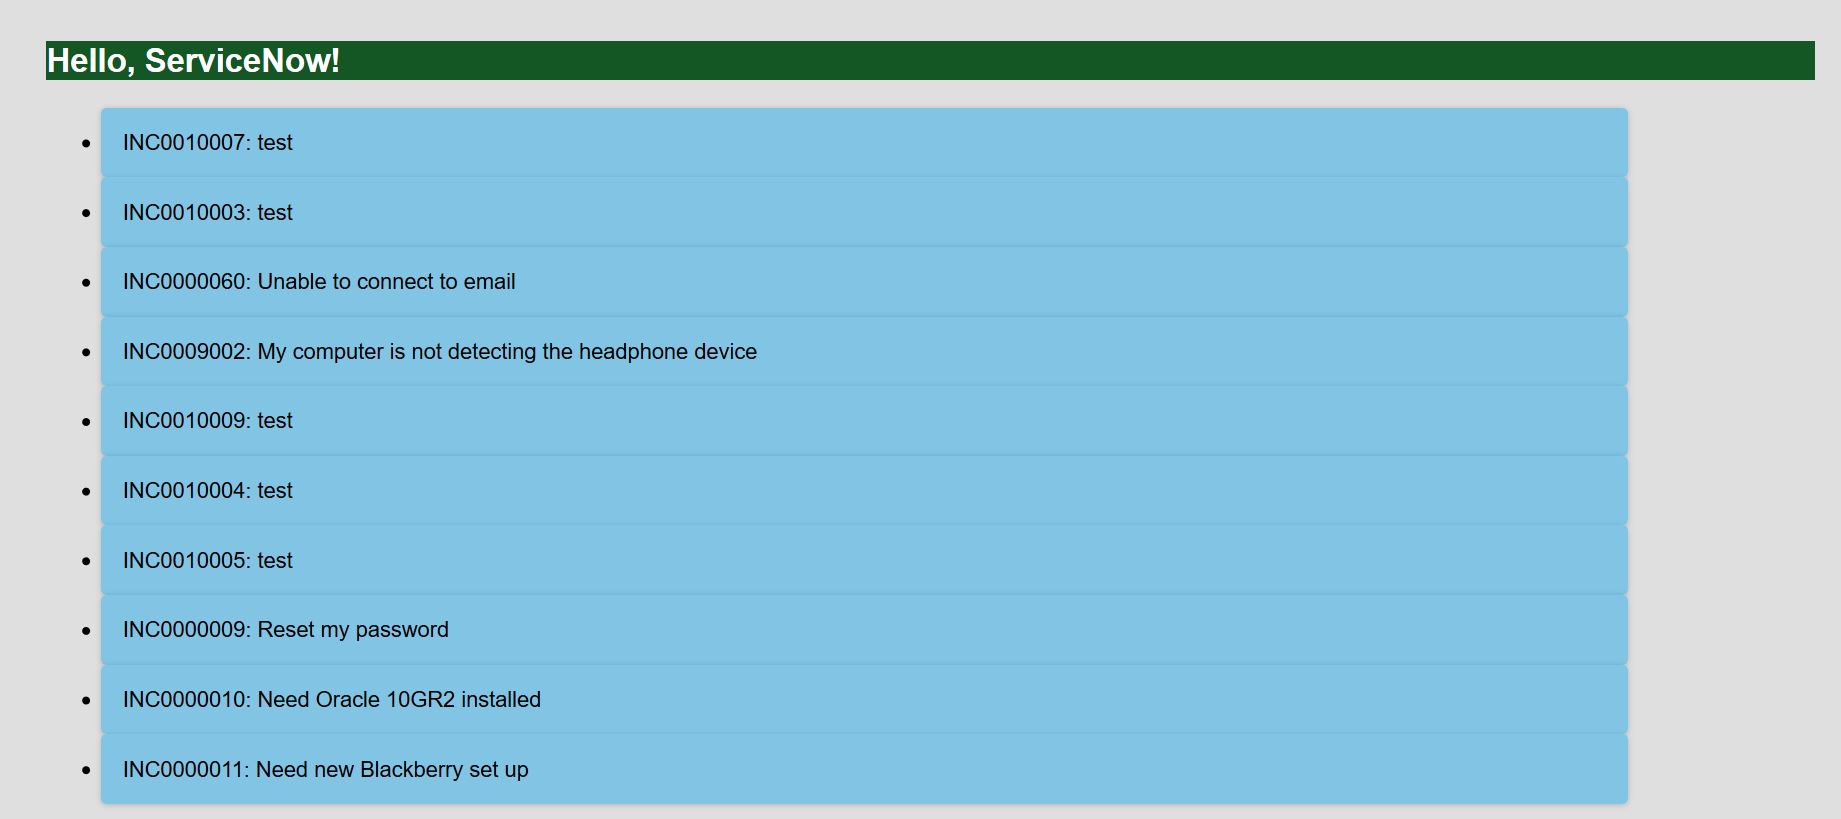 Hello, ServiceNow!
INC0010007: test
INC0010003: test
INC0000060: Unable to connect to email
INC0009002: My computer is not detecting the headphone device
INC0010009: test
INC0010004: test
INC0010005: test
INC0000009: Reset my password
INC0000010: Need Oracle 10GR2 installed
INC0000011: Need new Blackberry set up